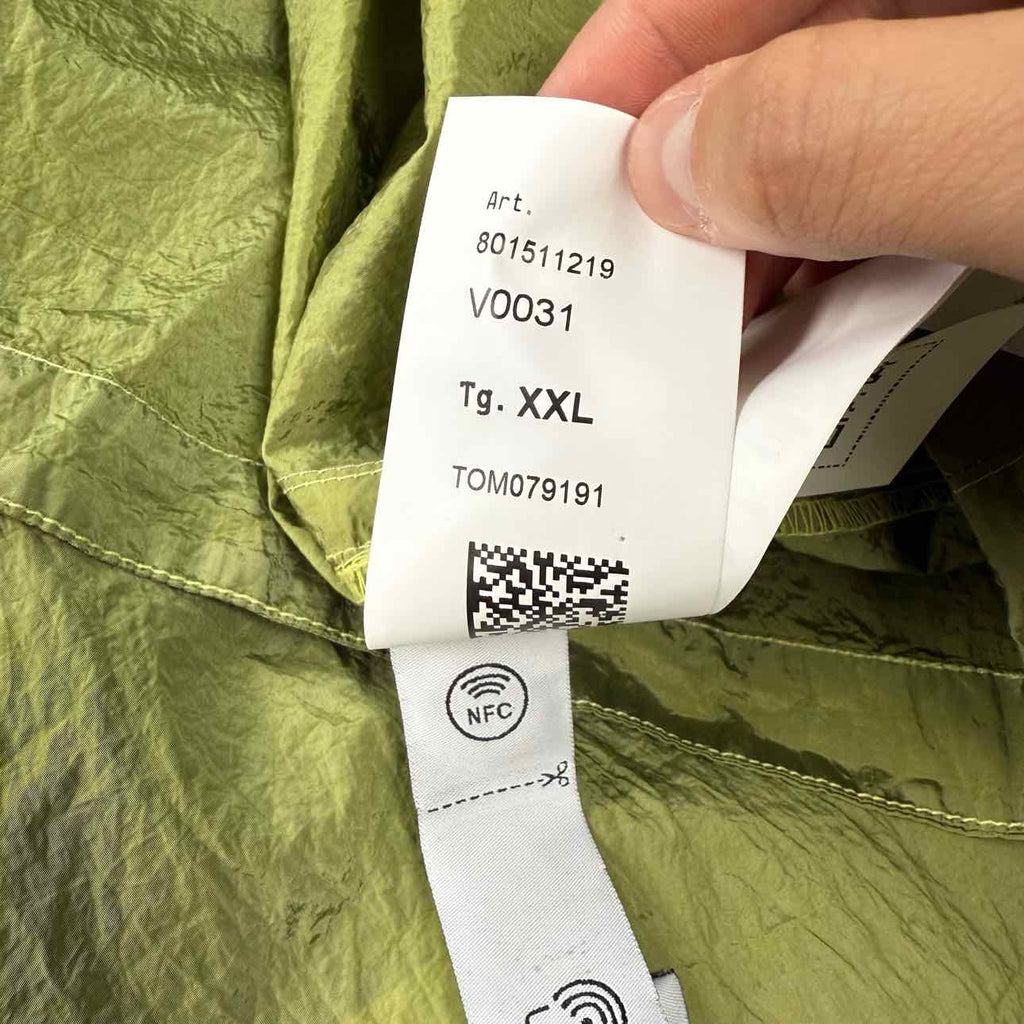 Art.
801511219
V0031
Tg. XXL
TOM079191
NFC